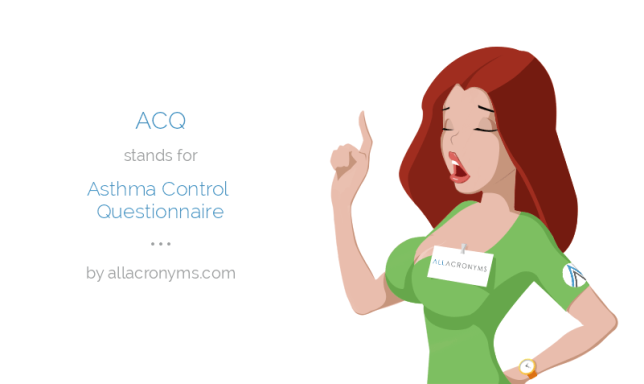 ACQ
stands for
Asthma Control
Questionnaire
...
by allacronyms.com
ALLACRONYMS